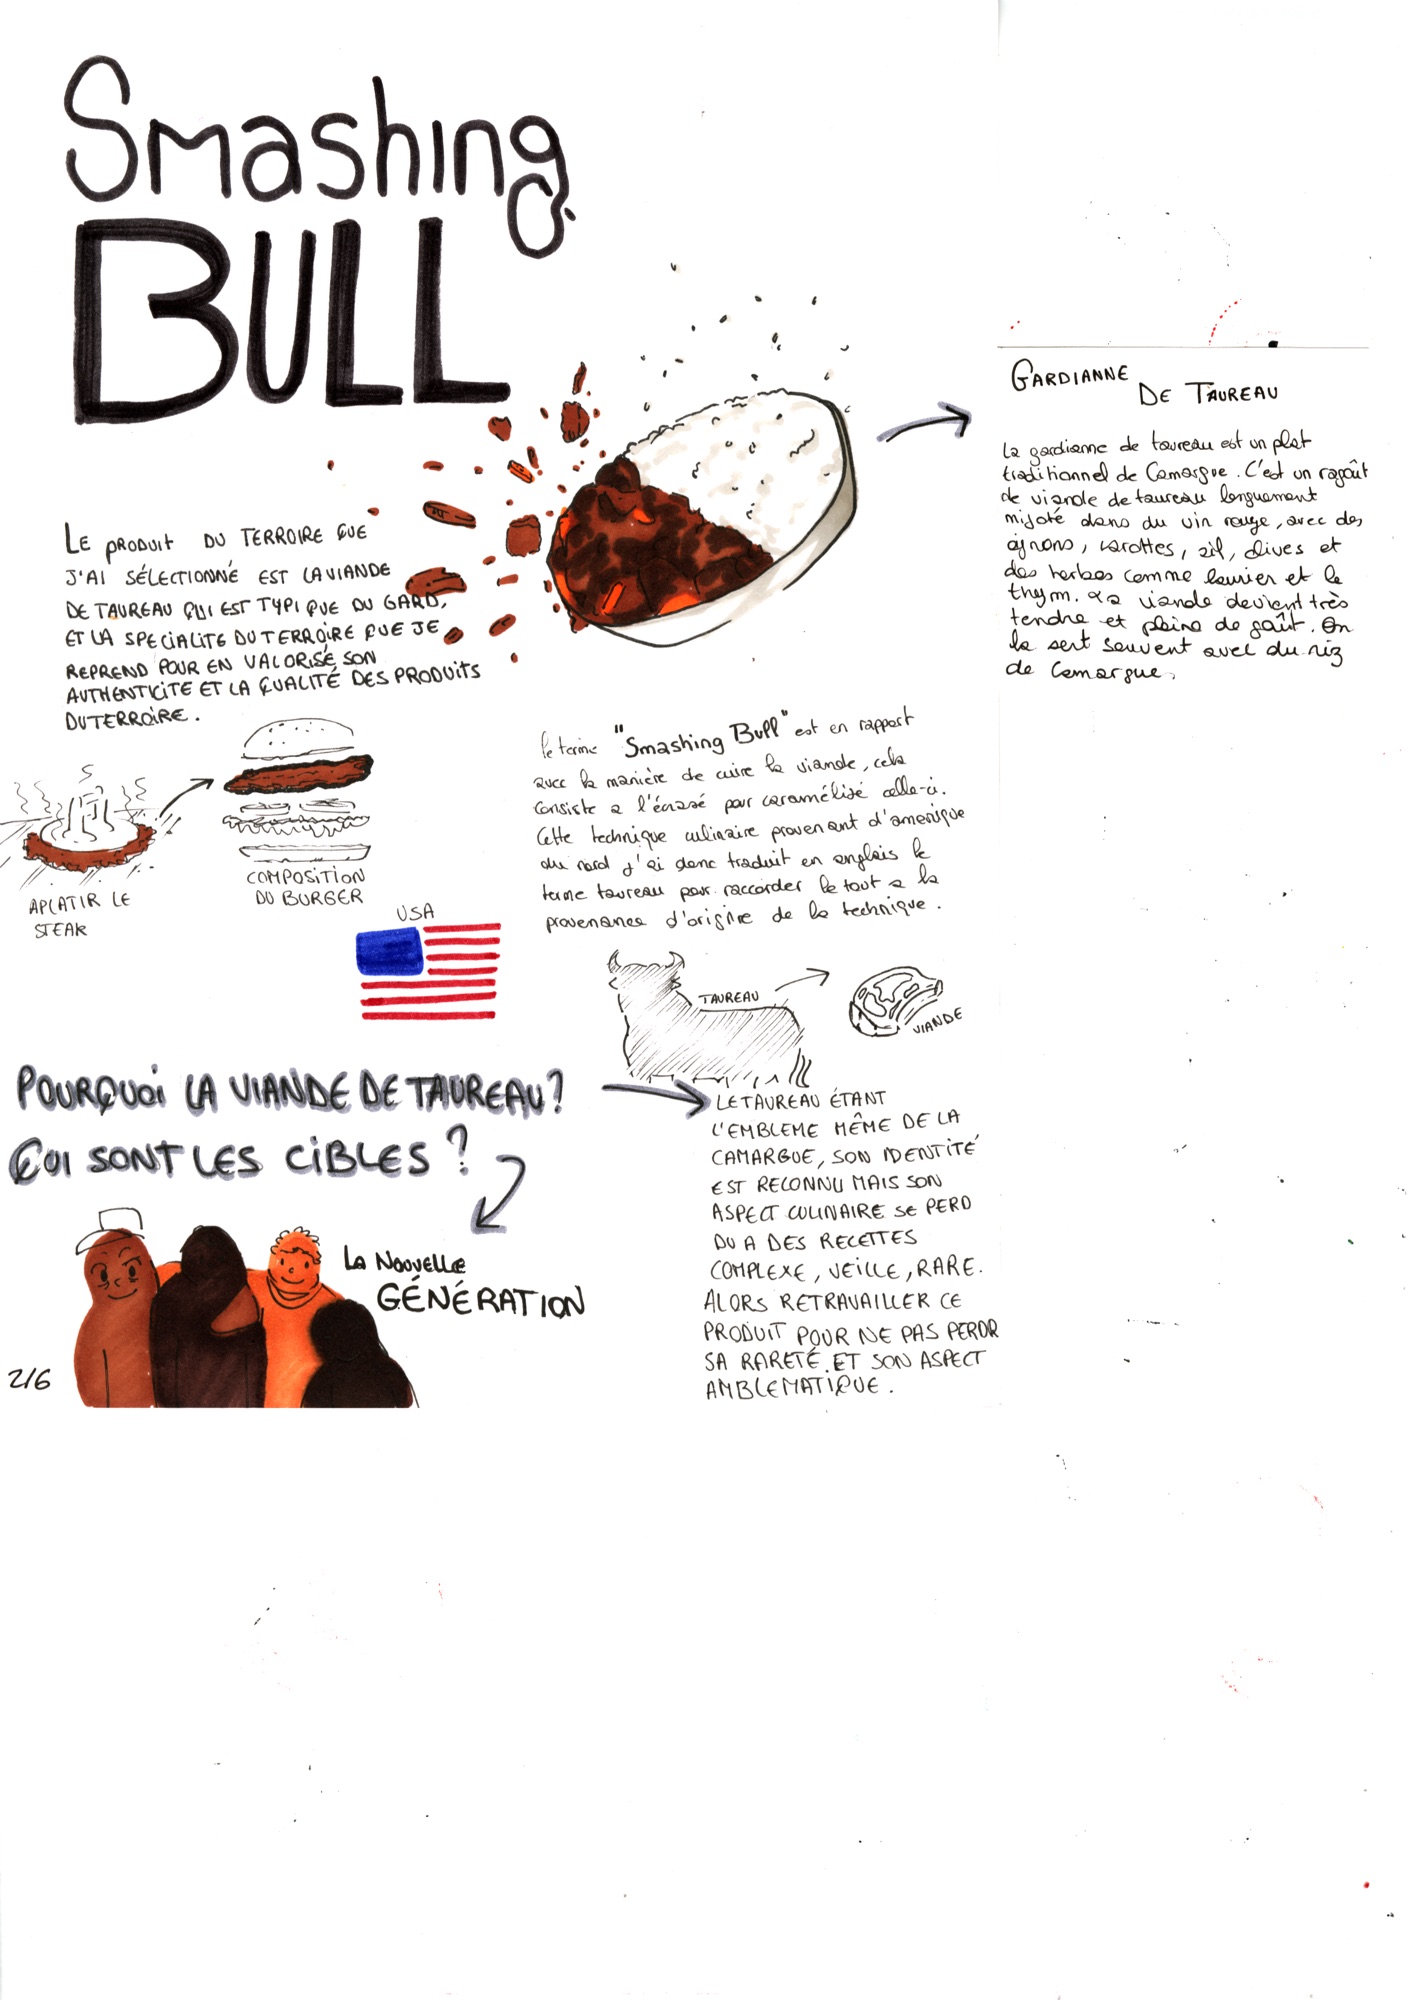 Smashing
BULL
GARDIANNE
DE TAUREAU
La gardianne de taureau est un plat
traditionnel de Camargue. C'est un ragoût
de viande de taureau longuement
mijoté dans du vin rouge, avec des
ognons, carottes, ail, olives et
des herbes comme laurier et le
thym. La viande devient très
tendre et pleine de goût. On
la sert souvent avec du riz
de Camargue.
LE PRODUIT DU TERROIRE QUE
J'AI SÉLECTIONNÉ EST LA VIANDE
DE TAUREAU QUI EST TYPIQUE DU GARD,
ET LA SPECIALITE DU TERROIRE QUE JE
REPREND POUR EN VALORISÉ SON
AUTHENTICITE ET LA QUALITÉ DES PRODUITS
DU TERROIRE.
APLATIR LE
STEAK
COMPOSITION
DU BURGER
USA
le terme "Smashing Bull" est en rapport
avec la manière de cuire la viande, cela
consiste a l'écrasé pour caramélisé celle-ci.
Cette technique culinaire provenant d'amerique
du nord j'ai donc traduit en anglais le
terme taureau pour raccorder le tout a la
provenance d'origine de la technique.
TAUREAU
VIANDE
POURQUOI LA VIANDE DE TAUREAU?
LE TAUREAU ÉTANT
L'EMBLEME MÊME DE LA
CAMARGUE, SON IDENTITÉ
EST RECONNU MAIS SON
ASPECT CULINAIRE SE PERD
DU A DES RECETTES
COMPLEXE, VEILLE, RARE.
ALORS RETRAVAILLER CE
PRODUIT POUR NE PAS PERDR
SA RARETÉ ET SON ASPECT
AMBLEMATIQUE.
QUI SONT LES CIBLES?
LA NOUVELLE
GÉNÉRATION
2/6